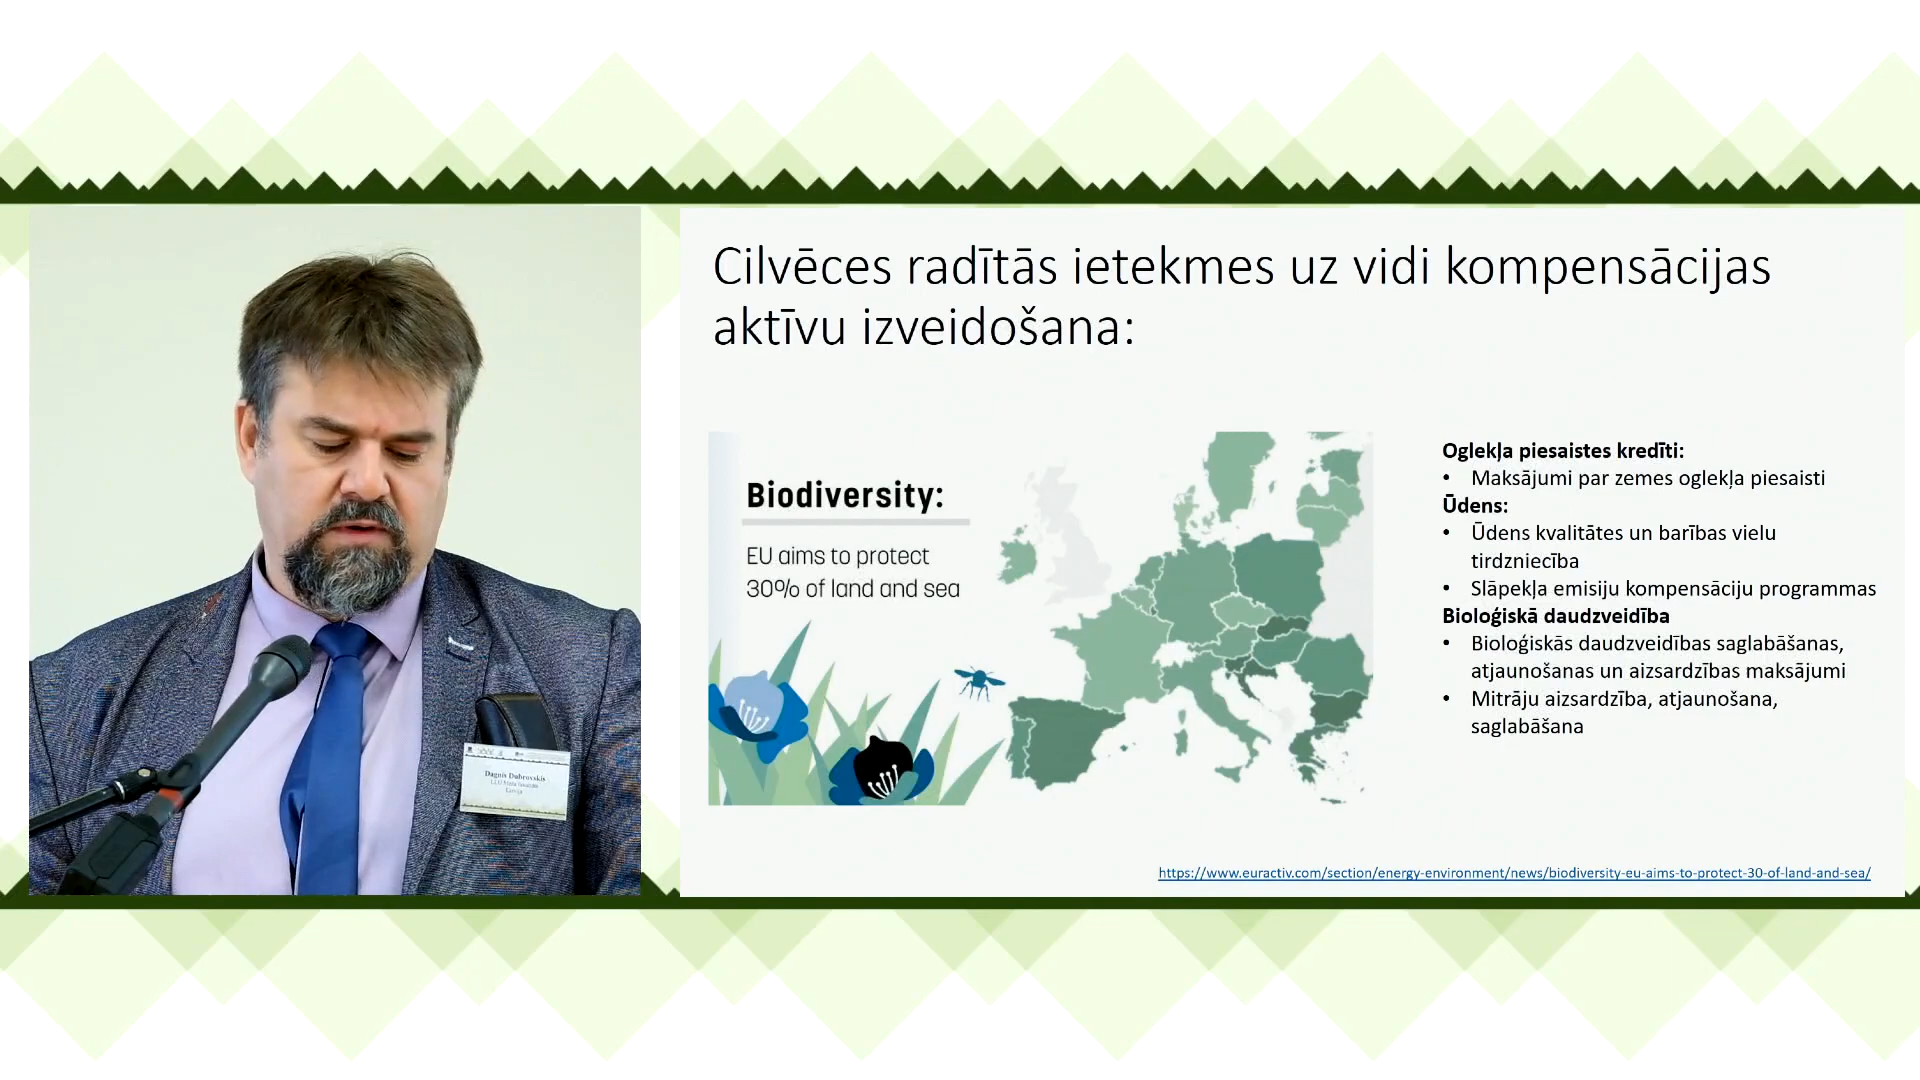 Cilvēces radītās ietekmes uz vidi kompensācijas
aktīvu izveidošana:
Biodiversity:
EU aims to protect
30% of land and sea
Oglekļa piesaistes kredīti:
• Maksājumi par zemes oglekļa piesaisti
Ūdens:
• Ūdens kvalitātes un barības vielu
tirdzniecība
• Slāpekļa emisiju kompensāciju programmas
Bioloģiskā daudzveidība
• Bioloģiskās daudzveidības saglabāšanas,
atjaunošanas un aizsardzības maksājumi
• Mitrāju aizsardzība, atjaunošana,
saglabāšana
https://www.euractiv.com/section/energy-environment/news/biodiversity-eu-aims-to-protect-30-of-land-and-sea/
Dagnis Dubrovskis
Latvija